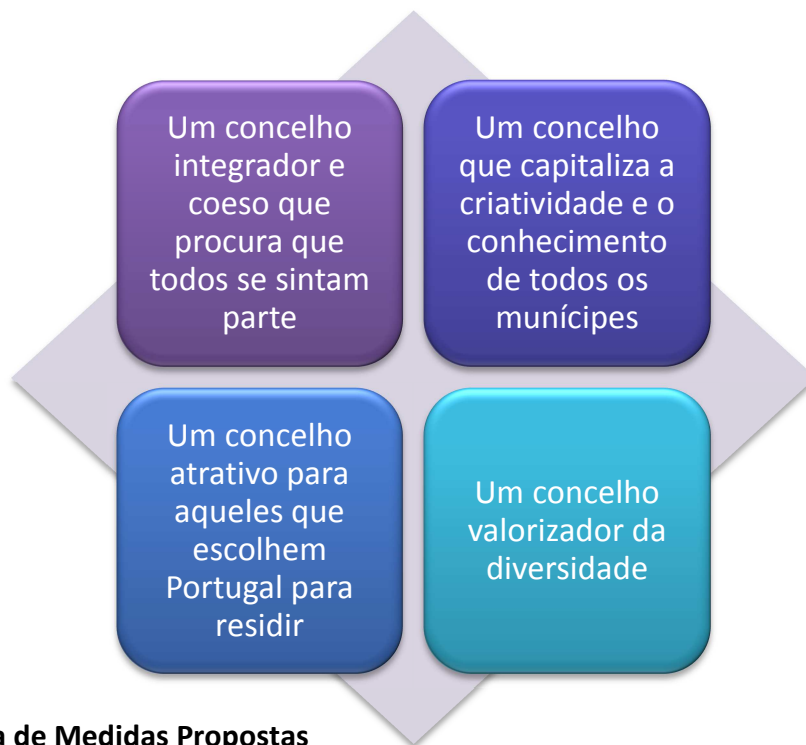 Um concelho
integrador e
coeso que
procura que
todos se sintam
parte
Um concelho
que capitaliza a
criatividade e o
conhecimento
de todos os
munícipes
Um concelho
atrativo para
aqueles que
escolhem
Portugal para
residir
Um concelho
valorizador da
diversidade
de Medidas Propostas